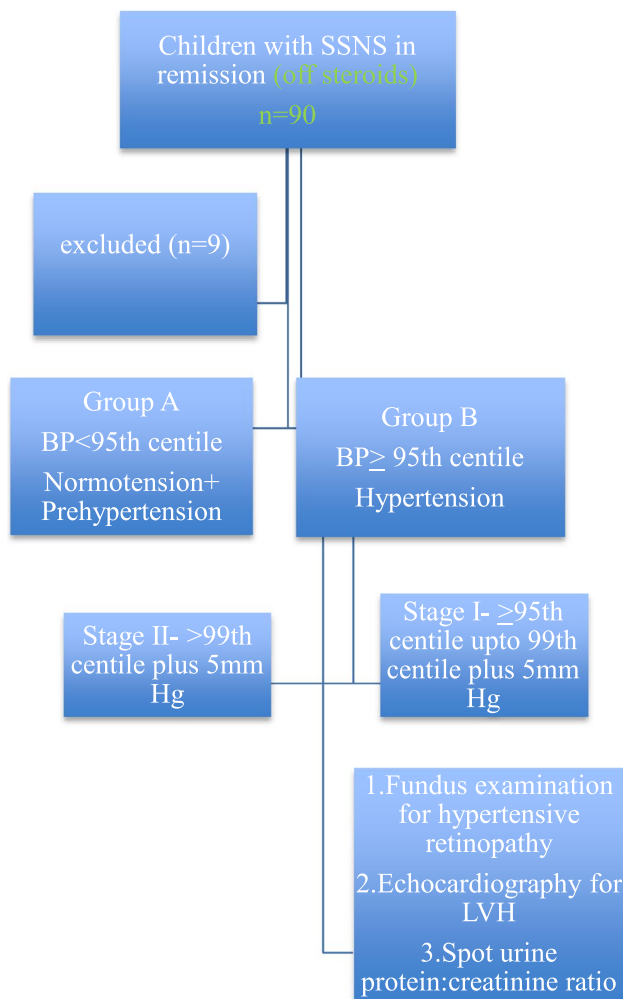 Children with SSNS in
remission (off steroids)
n=90
excluded (n=9)
Group A
BP<95th centile
Normotension+
Prehypertension
Group B
BP≥ 95th centile
Hypertension
Stage II- >99th
centile plus 5mm
Hg
Stage I- ≥95th
centile upto 99th
centile plus 5mm
Hg
1.Fundus examination
for hypertensive
retinopathy
2.Echocardiography for
LVH
3.Spot urine
protein:creatinine ratio